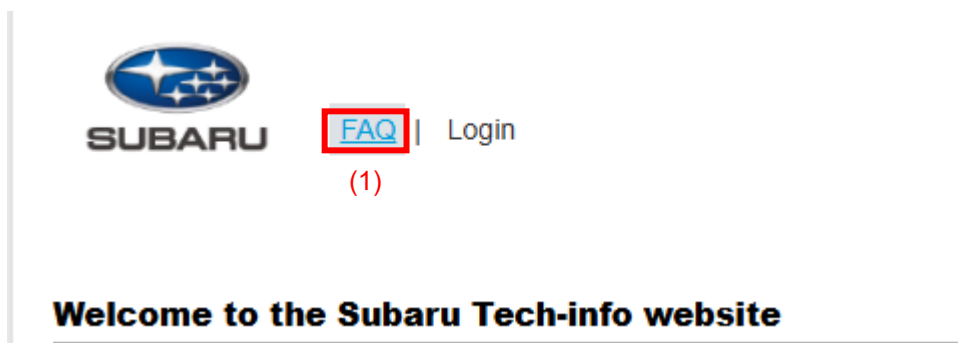 SUBARU
FAQ | Login
(1)
Welcome to the Subaru Tech-info website